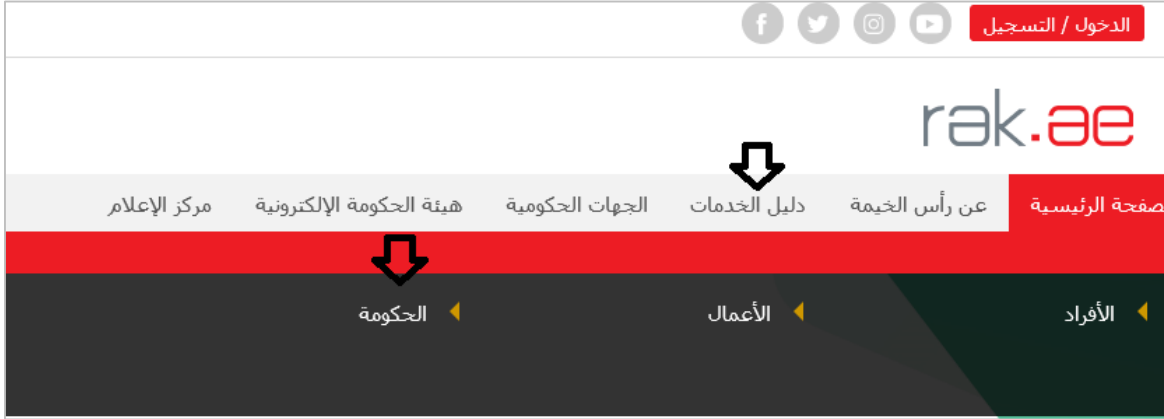 الدخول / التسجيل
rak.ae
صفحة الرئيسية عن رأس الخيمة دليل الخدمات الجهات الحكومية هيئة الحكومة الإلكترونية مركز الإعلام
الأفراد الأعمال الحكومة